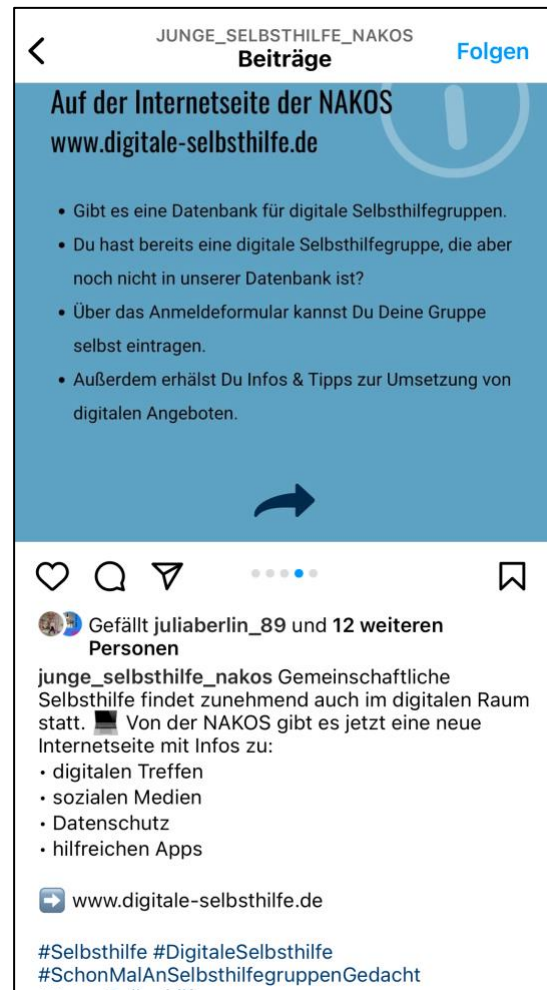 JUNGE_SELBSTHILFE_NAKOS
Beiträge
Folgen
Auf der Internetseite der NAKOS
www.digitale-selbsthilfe.de
• Gibt es eine Datenbank für digitale Selbsthilfegruppen.
• Du hast bereits eine digitale Selbsthilfegruppe, die aber
noch nicht in unserer Datenbank ist?
• Über das Anmeldeformular kannst Du Deine Gruppe
selbst eintragen.
• Außerdem erhälst Du Infos & Tipps zur Umsetzung von
digitalen Angeboten.
Gefällt juliaberlin_89 und 12 weiteren
Personen
junge_selbsthilfe_nakos Gemeinschaftliche
Selbsthilfe findet zunehmend auch im digitalen Raum
statt. 💻 Von der NAKOS gibt es jetzt eine neue
Internetseite mit Infos zu:
• digitalen Treffen
• sozialen Medien
• Datenschutz
• hilfreichen Apps
➡️ www.digitale-selbsthilfe.de
#Selbsthilfe #DigitaleSelbsthilfe
#SchonMalAnSelbsthilfegruppenGedacht